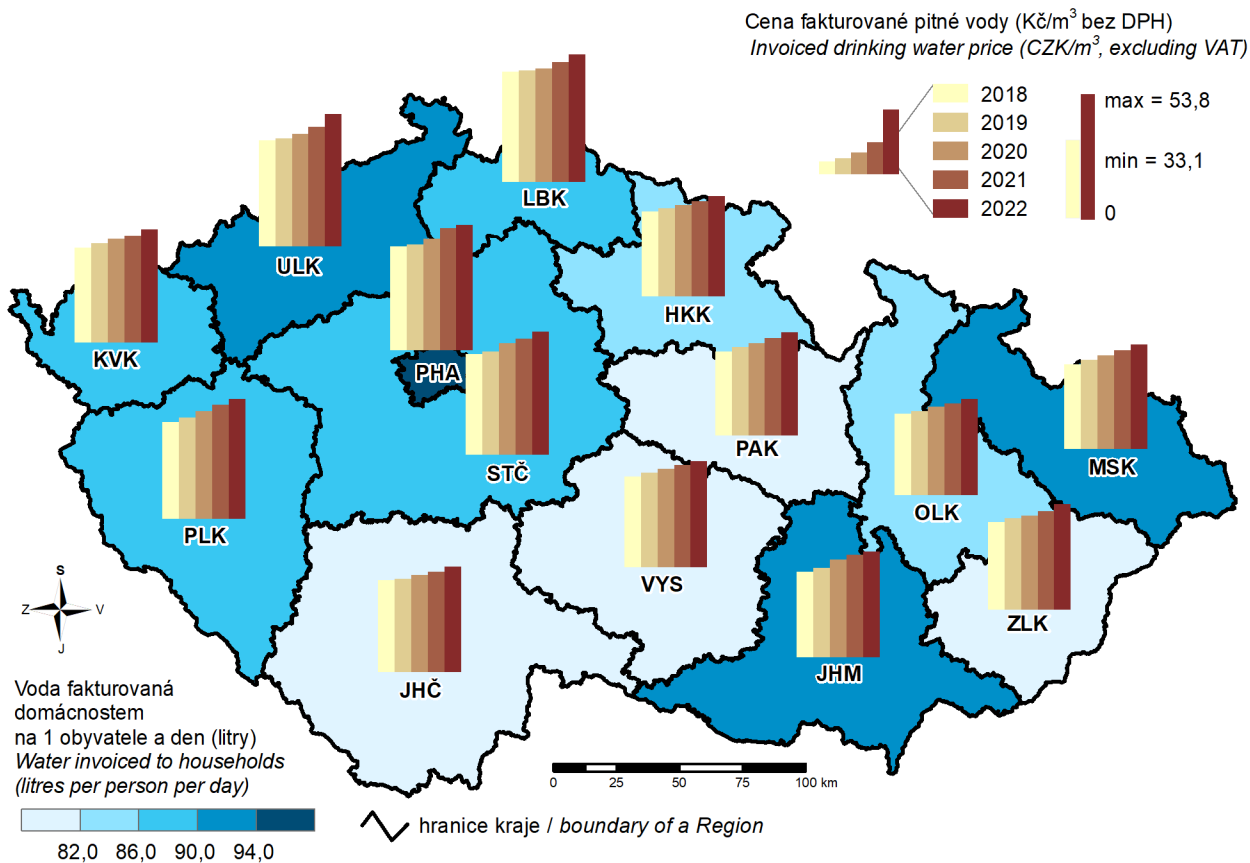 Cena fakturované pitné vody (Kč/m³ bez DPH)
Invoiced drinking water price (CZK/m³, excluding VAT)
2018
2019
2020
2021
2022
max = 53,8
min = 33,1
0
LBK
ULK
HKK
KVK
PHA
PAK
MSK
STČ
OLK
PLK
VYS
ZLK
JHM
JHČ
S
Z
V
J
Voda fakturovaná
domácnostem
na 1 obyvatele a den (litry)
Water invoiced to households
(litres per person per day)
82,0 86,0 90,0 94,0
0 25 50 75 100 km
hranice kraje / boundary of a Region